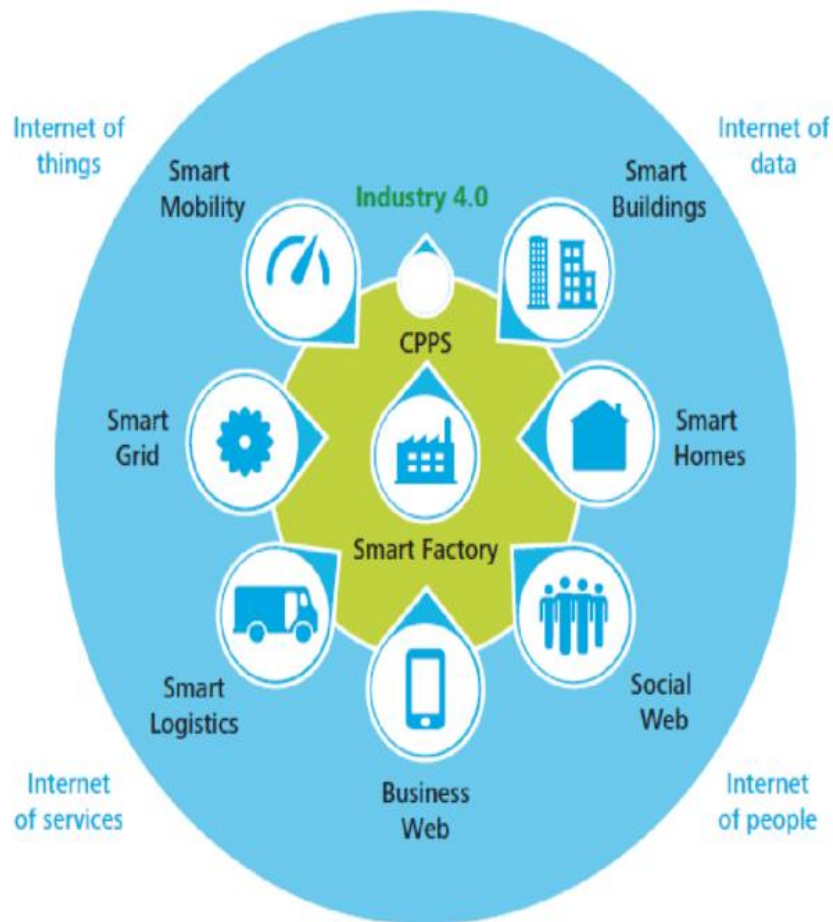 Internet of
things
Internet of
data
Smart
Mobility
Industry 4.0
Smart
Buildings
CPPS
Smart
Grid
Smart
Homes
Smart Factory
Smart
Logistics
Social
Web
Business
Web
Internet
of services
Internet
of people